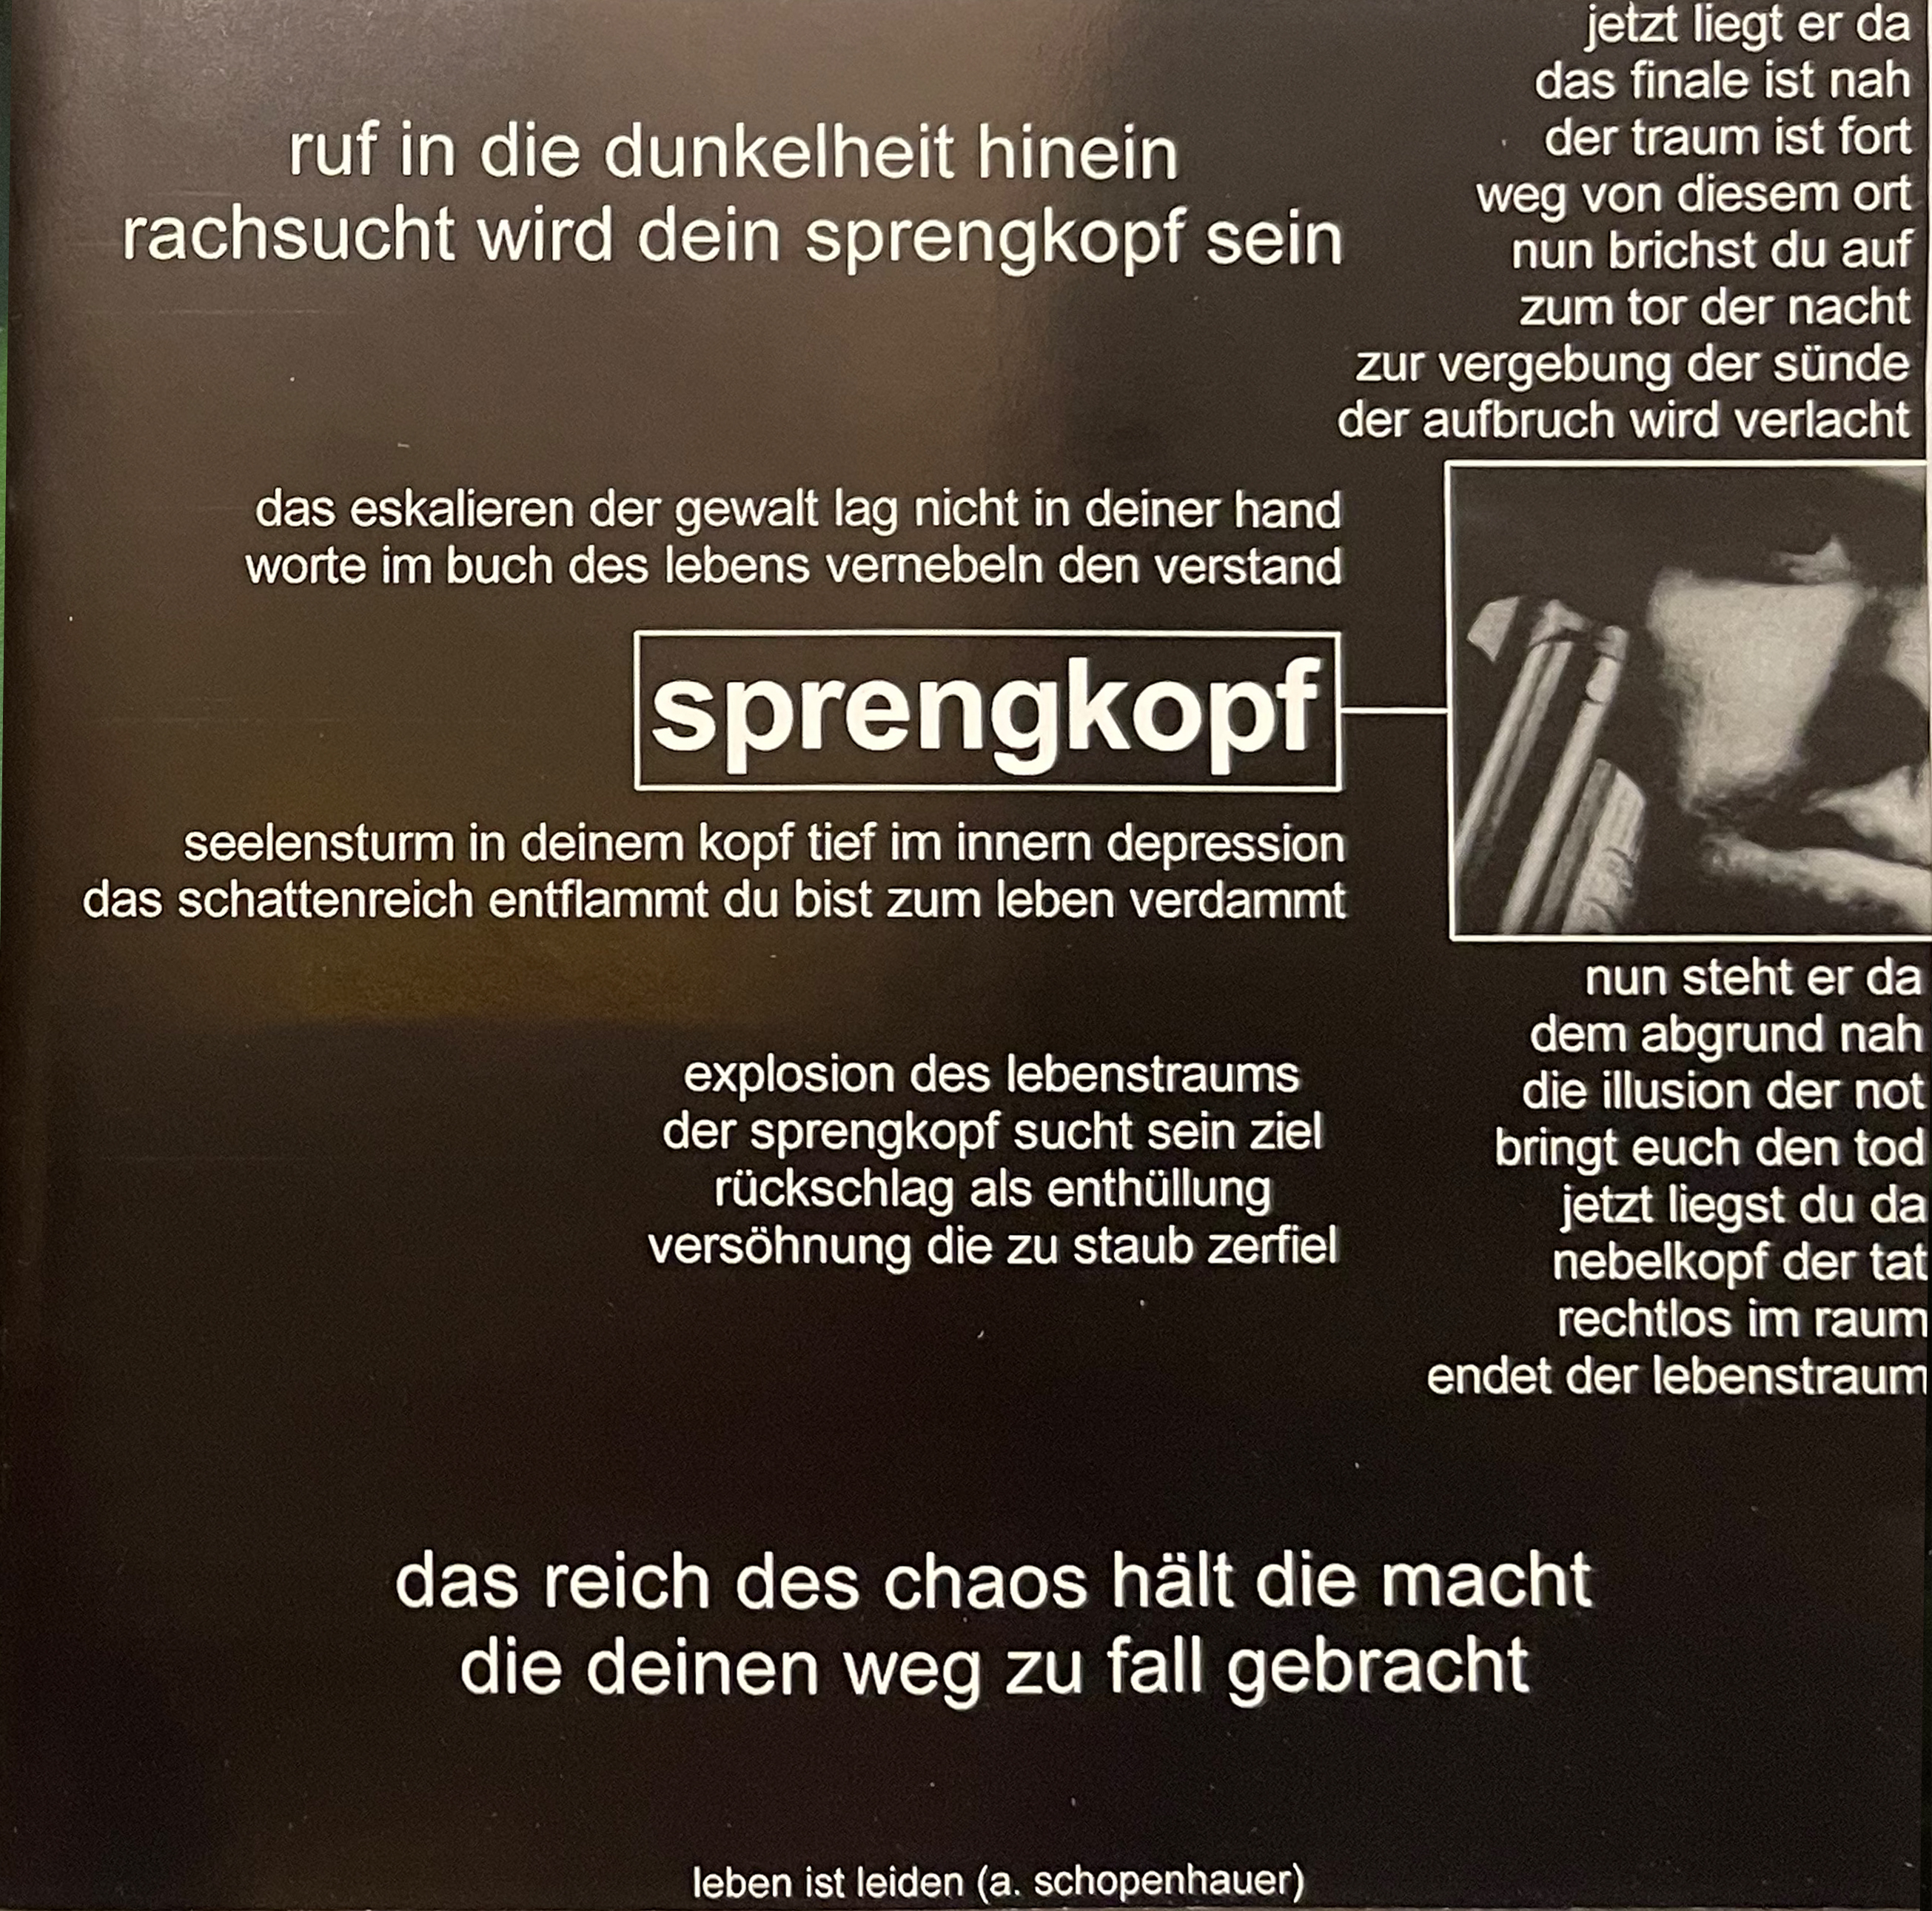 ruf in die dunkelheit hinein
rachsucht wird dein sprengkopf sein
das eskalieren der gewalt lag nicht in deiner hand
worte im buch des lebens vernebeln den verstand
sprengkopf
seelensturm in deinem kopf tief im innern depression
das schattenreich entflammt du bist zum leben verdammt
explosion des lebenstraums
der sprengkopf sucht sein ziel
rückschlag als enthüllung
versöhnung die zu staub zerfiel
jetzt liegt er da
das finale ist nah
der traum ist fort
weg von diesem ort
nun brichst du auf
zum tor der nacht
zur vergebung der sünde
der aufbruch wird verlacht
nun steht er da
dem abgrund nah
die illusion der not
bringt euch den tod
jetzt liegst du da
nebelkopf der tat
rechtlos im raum
endet der lebenstraum
das reich des chaos hält die macht
die deinen weg zu fall gebracht
leben ist leiden (a. schopenhauer)